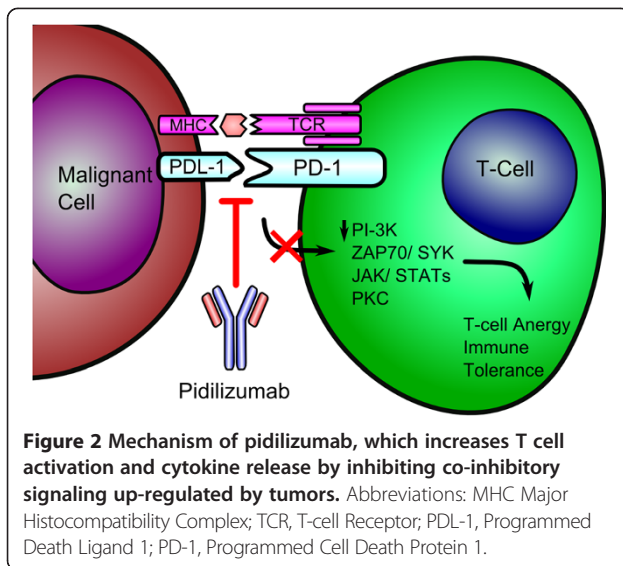 MHC TCR
PDL-1 PD-1
Malignant
Cell
T-Cell
PI-3K
ZAP70/ SYK
JAK/ STATs
PKC
T-cell Anergy
Immune
Tolerance
Pidilizumab
Figure 2 Mechanism of pidilizumab, which increases T cell
activation and cytokine release by inhibiting co-inhibitory
signaling up-regulated by tumors. Abbreviations: MHC Major
Histocompatibility Complex; TCR, T-cell Receptor; PDL-1, Programmed
Death Ligand 1; PD-1, Programmed Cell Death Protein 1.